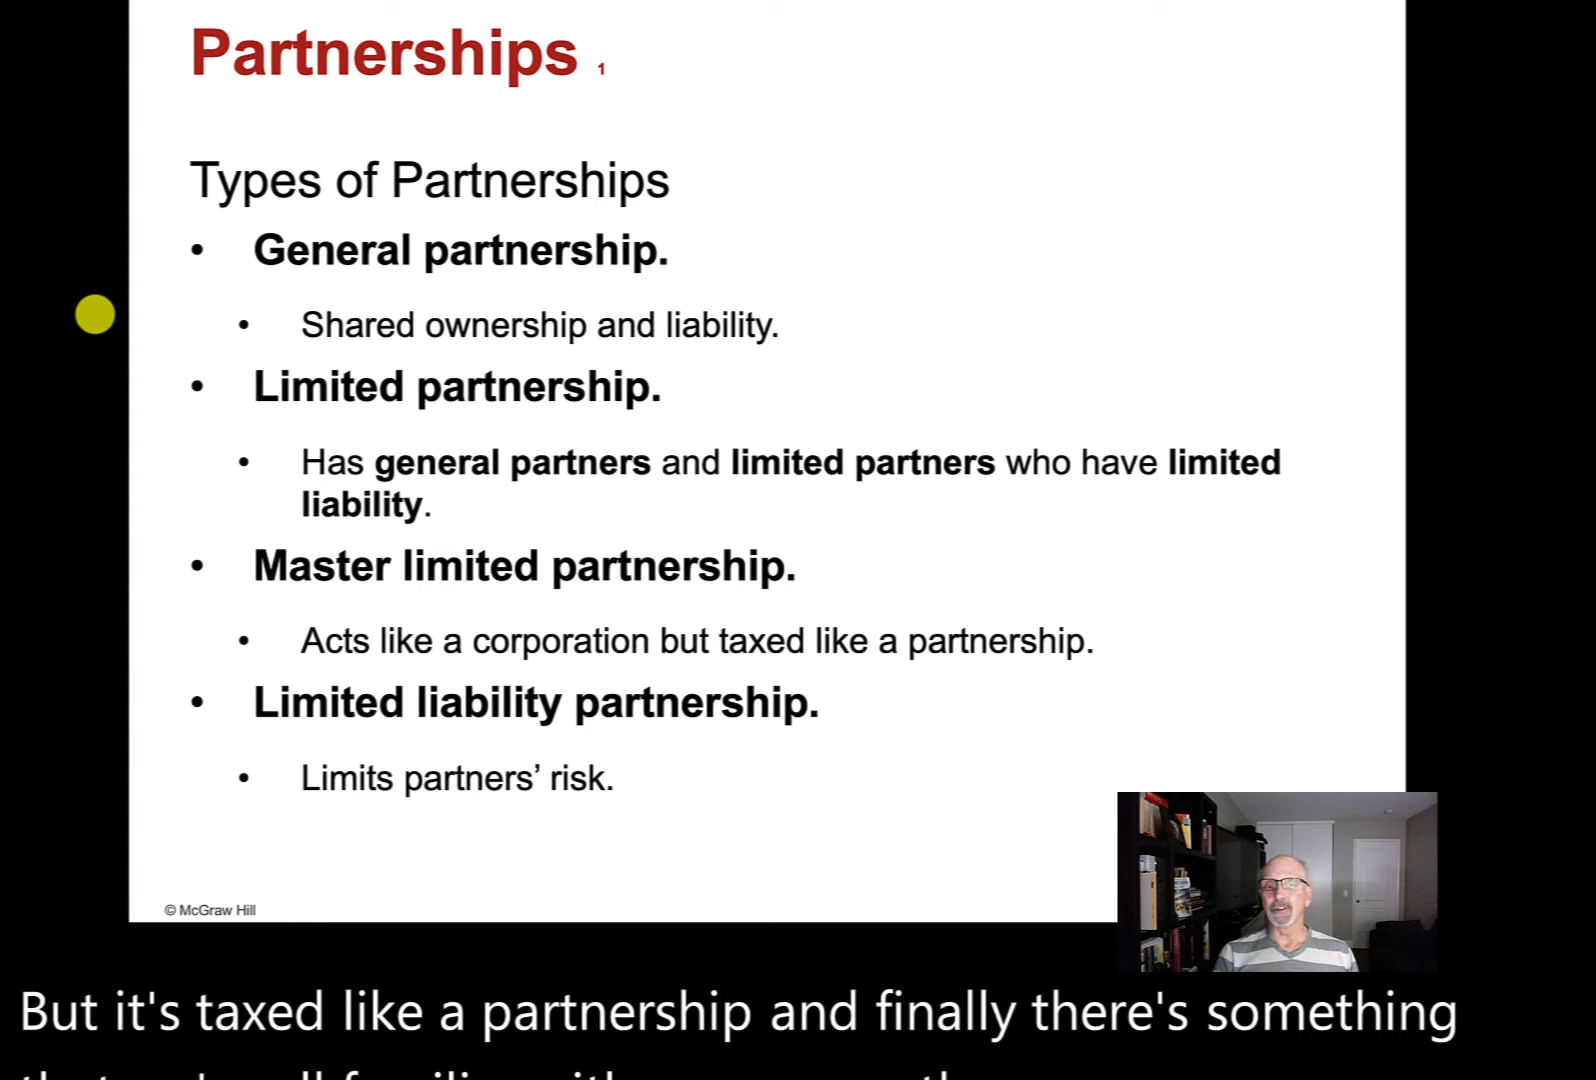 Partnerships 1
Types of Partnerships
• General partnership.
• Shared ownership and liability.
• Limited partnership.
• Has general partners and limited partners who have limited
liability.
• Master limited partnership.
• Acts like a corporation but taxed like a partnership.
• Limited liability partnership.
• Limits partners’ risk.
© McGraw Hill
But it's taxed like a partnership and finally there's something